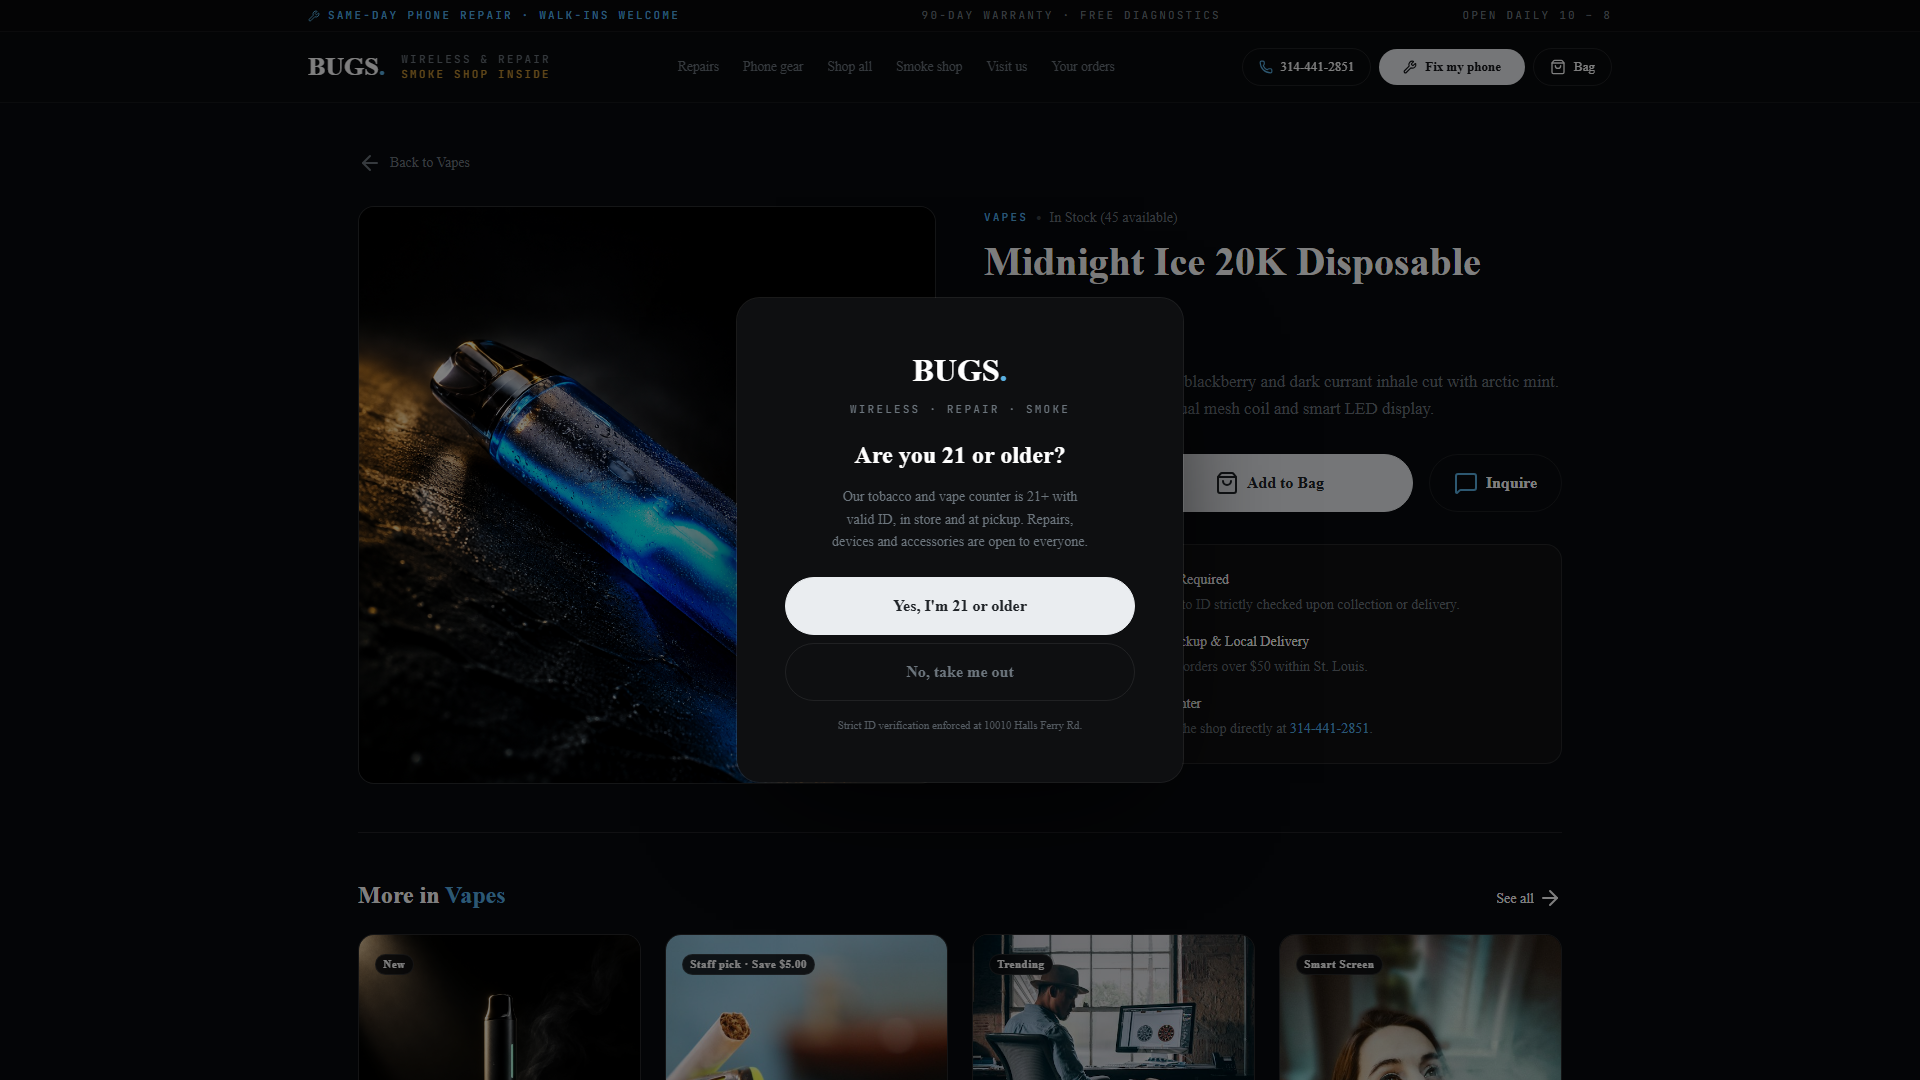 SAME-DAY PHONE REPAIR · WALK-INS WELCOME
90-DAY WARRANTY · FREE DIAGNOSTICS
OPEN DAILY 10 – 8
BUGS.
WIRELESS & REPAIR
SMOKE SHOP INSIDE
Repairs
Phone gear
Shop all
Smoke shop
Visit us
Your orders
314-441-2851
Fix my phone
Bag
Back to Vapes
VAPES • In Stock (45 available)
Midnight Ice 20K Disposable
blackberry and dark currant inhale cut with arctic mint.
mesh coil and smart LED display.
Add to Bag
Inquire
Required
to ID strictly checked upon collection or delivery.
& Local Delivery
orders over $50 within St. Louis.
the shop directly at 314-441-2851.
BUGS.
WIRELESS · REPAIR · SMOKE
Are you 21 or older?
Our tobacco and vape counter is 21+ with
valid ID, in store and at pickup. Repairs,
devices and accessories are open to everyone.
Yes, I'm 21 or older
No, take me out
Strict ID verification enforced at 10010 Halls Ferry Rd.
More in Vapes
See all
New
Staff pick · Save $5.00
Trending
Smart Screen